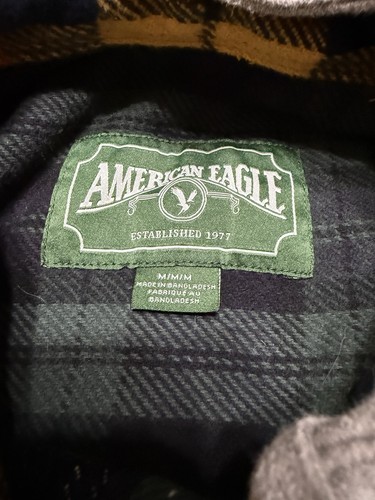 AMERICAN EAGLE
ESTABLISHED 1977
M/M/M
MADE IN BANGLADESH
FABRIQUÉ AU
BANGLADESH